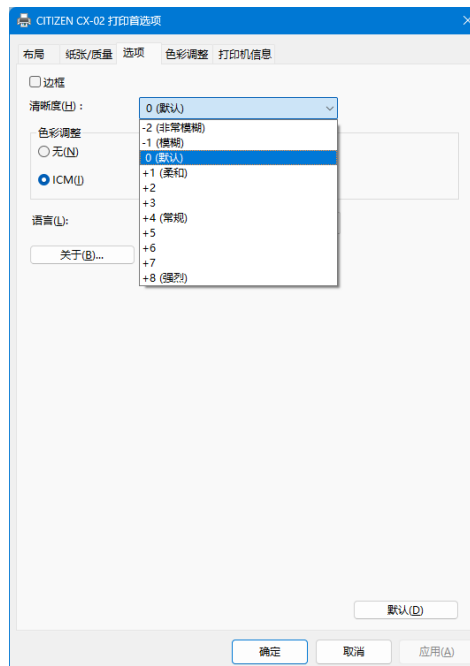 CITIZEN CX-02 打印首选项
布局 纸张/质量 选项 色彩调整 打印机信息
边框
清晰度(H)： 0 (默认)
-2 (非常模糊)
-1 (模糊)
0 (默认)
+1 (柔和)
+2
+3
+4 (常规)
+5
+6
+7
+8 (强烈)
色彩调整
无(N)
ICM(I)
语言(L):
关于(B)...
默认(D)
确定 取消 应用(A)